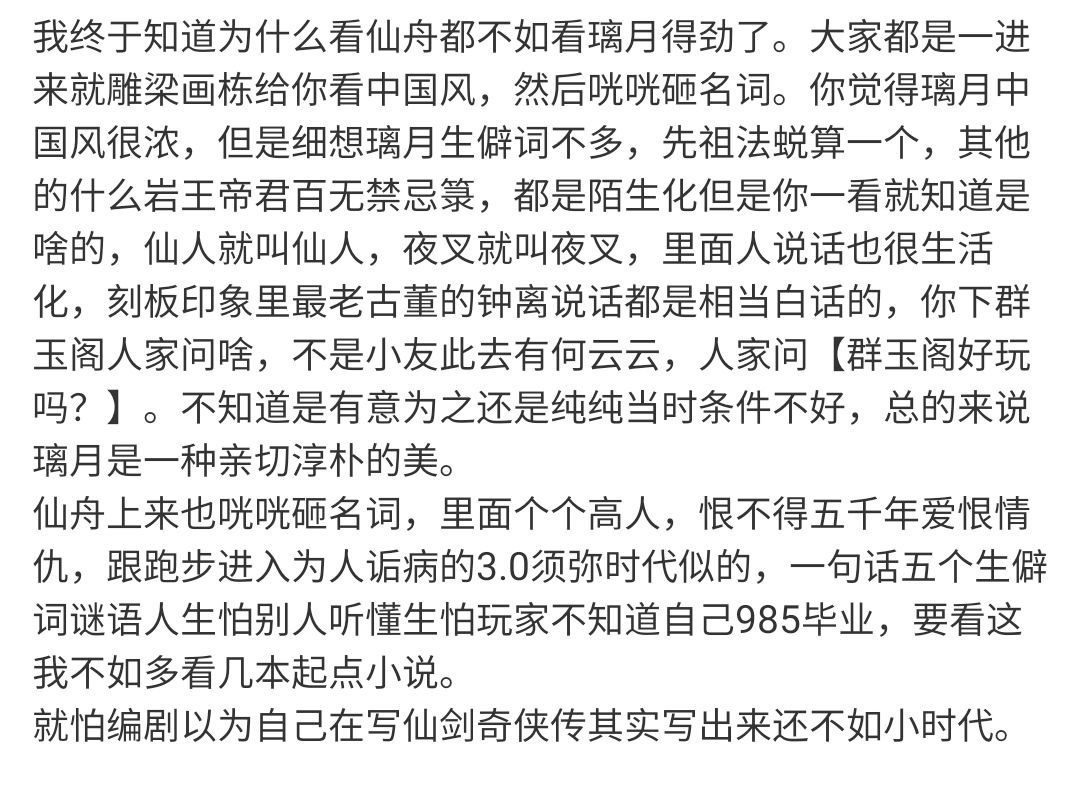 我终于知道为什么看仙舟都不如看璃月得劲了。大家都是一进
来就雕梁画栋给你看中国风，然后咣咣砸名词。你觉得璃月中
国风很浓，但是细想璃月生僻词不多，先祖法蜕算一个，其他
的什么岩王帝君百无禁忌箓，都是陌生化但是你一看就知道是
啥的，仙人就叫仙人，夜叉就叫夜叉，里面人说话也很生活
化，刻板印象里最老古董的钟离说话都是相当白话的，你下群
玉阁人家问啥，不是小友此去有何云云，人家问【群玉阁好玩
吗？】。不知道是有意为之还是纯纯当时条件不好，总的来说
璃月是一种亲切淳朴的美。
仙舟上来也咣咣砸名词，里面个个高人，恨不得五千年爱恨情
仇，跟跑步进入为人诟病的3.0须弥时代似的，一句话五个生僻
词谜语人生怕别人听懂生怕玩家不知道自己985毕业，要看这
我不如多看几本起点小说。
就怕编剧以为自己在写仙剑奇侠传其实写出来还不如小时代。